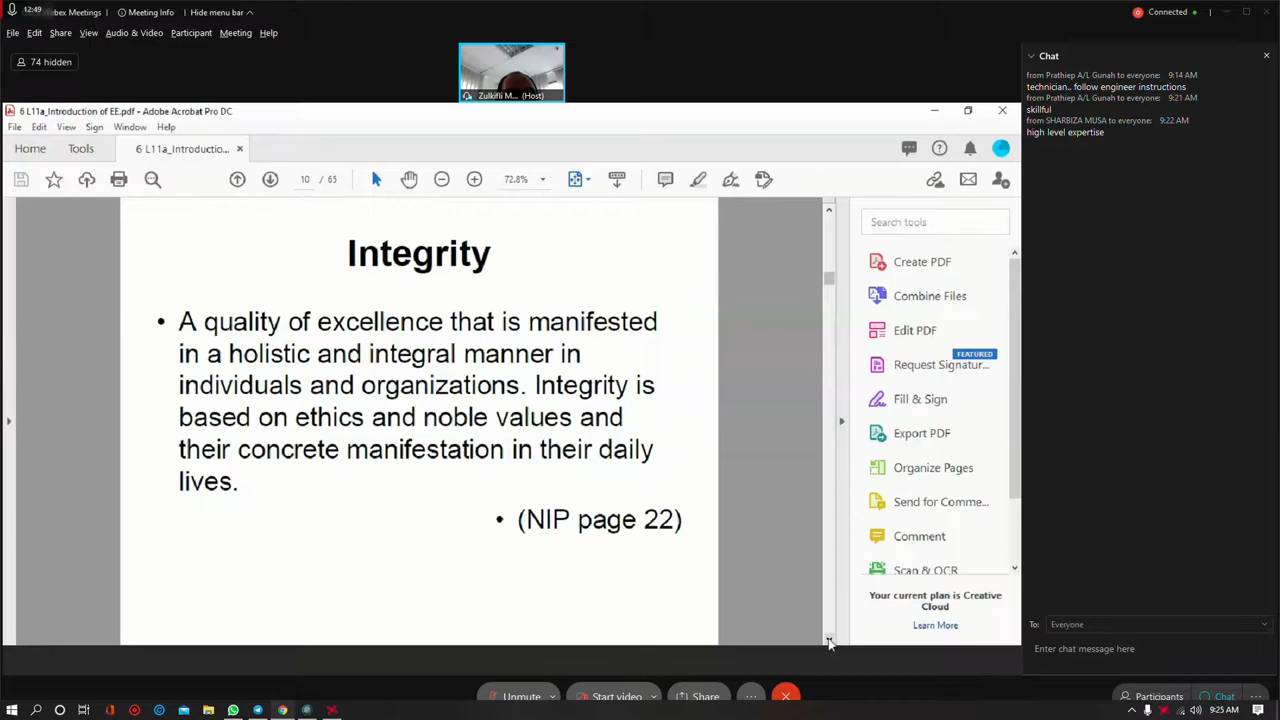 12:49
ebex Meetings
Meeting Info
Hide menu bar
Connected
File Edit Share View Audio & Video Participant Meeting Help
74 hidden
Zulkifli M... (Host)
6 L11a_Introduction of EE.pdf - Adobe Acrobat Pro DC
File Edit View Sign Window Help
Home Tools 6 L11a_Introductio...
10 / 65 72.8%
Integrity
• A quality of excellence that is manifested
in a holistic and integral manner in
individuals and organizations. Integrity is
based on ethics and noble values and
their concrete manifestation in their daily
lives.
• (NIP page 22)
Search tools
Create PDF
Combine Files
Edit PDF
FEATURED
Request Signatur...
Fill & Sign
Export PDF
Organize Pages
Send for Comme...
Comment
Scan & OCR
Your current plan is Creative
Cloud
Learn More
Chat
from Prathiep A/L Gunah to everyone: 9:14 AM
technician.. follow engineer instructions
from Prathiep A/L Gunah to everyone: 9:21 AM
skillful
from SHARBIZA MUSA to everyone: 9:22 AM
high level expertise
To: Everyone
Enter chat message here
Unmute
Start video
Share
Participants
Chat
9:25 AM